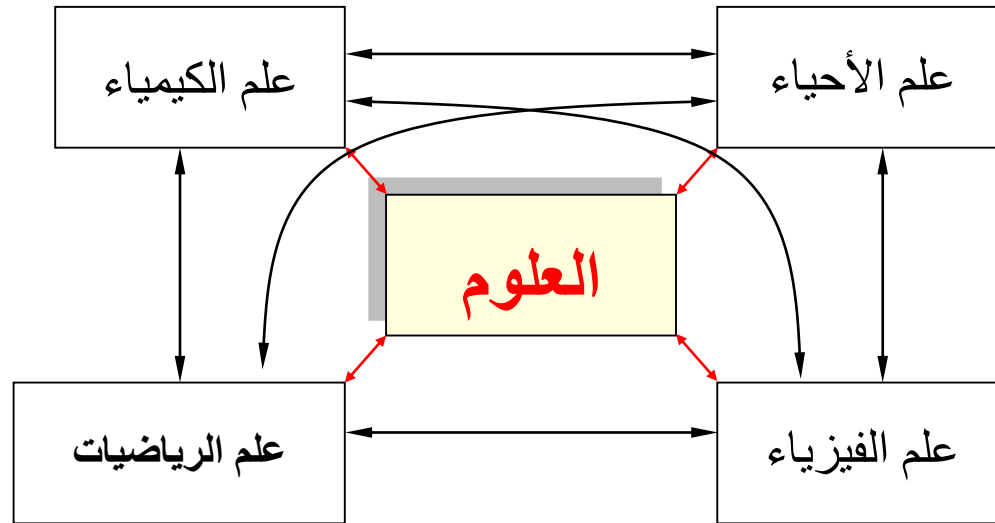 علم الأحياء
علم الكيمياء
العلوم
علم الفيزياء
علم الرياضيات